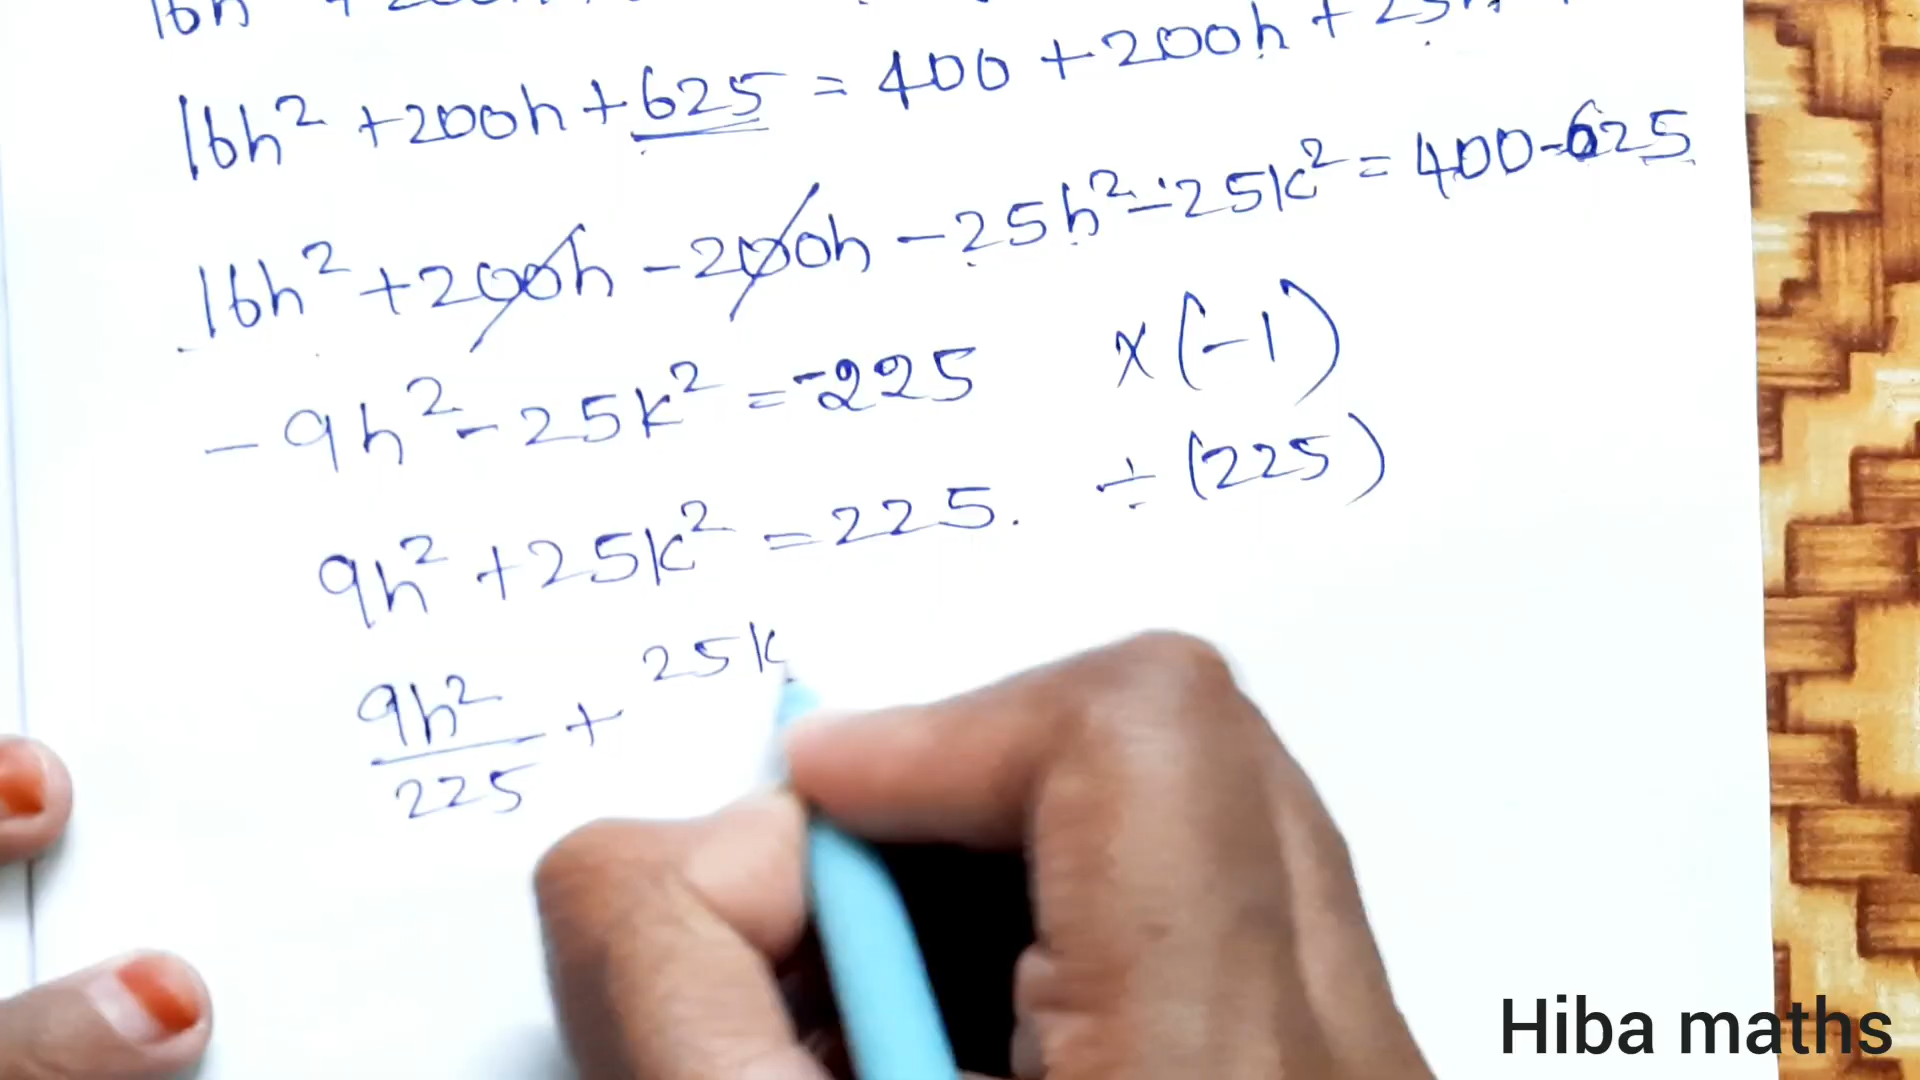 16h² + 200h + 625 = 400 + 200h +
16h² + 200h - 200h - 25h² - 25k² = 400 - 625
-9h² - 25k² = -225 × (-1)
9h² + 25k² = 225. ÷ (225)
9h²/225 + 25k
Hiba maths